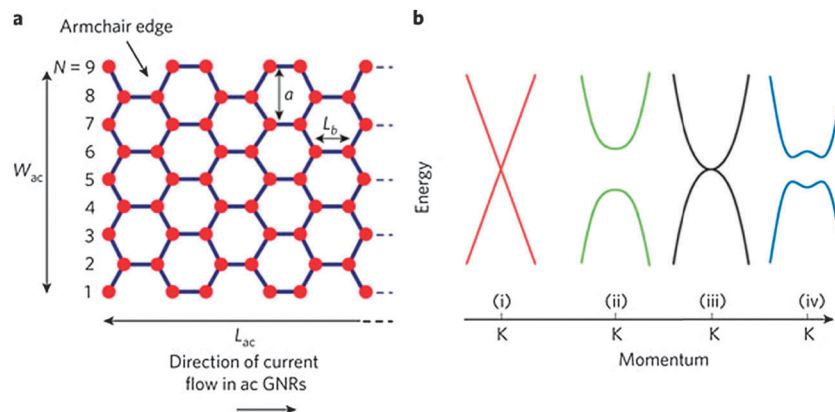 a
Armchair edge
N = 9
8
7
6
5
4
3
2
1
W_ac
a
L_b
L_ac
Direction of current
flow in ac GNRs
b
Energy
(i)
(ii)
(iii)
(iv)
K
K
K
K
Momentum